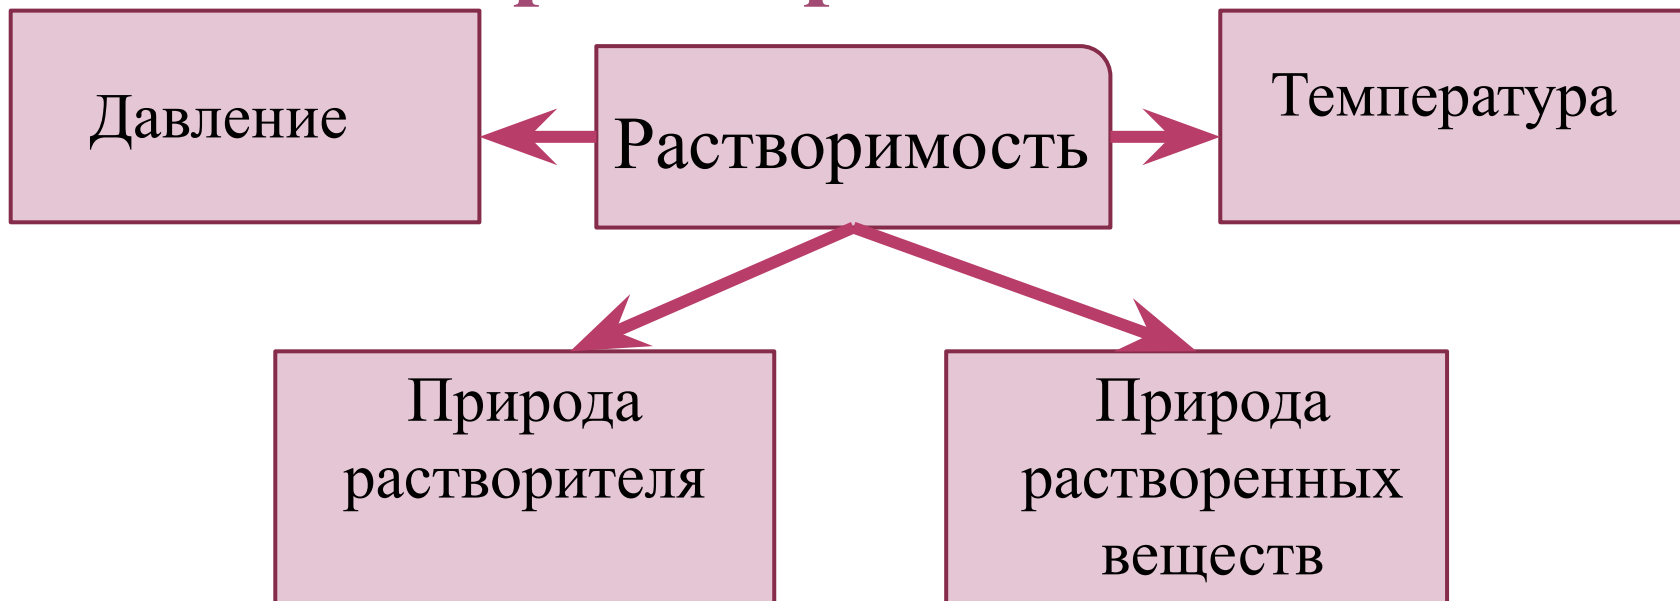 Давление
Растворимость
Температура
Природа
растворителя
Природа
растворенных
веществ